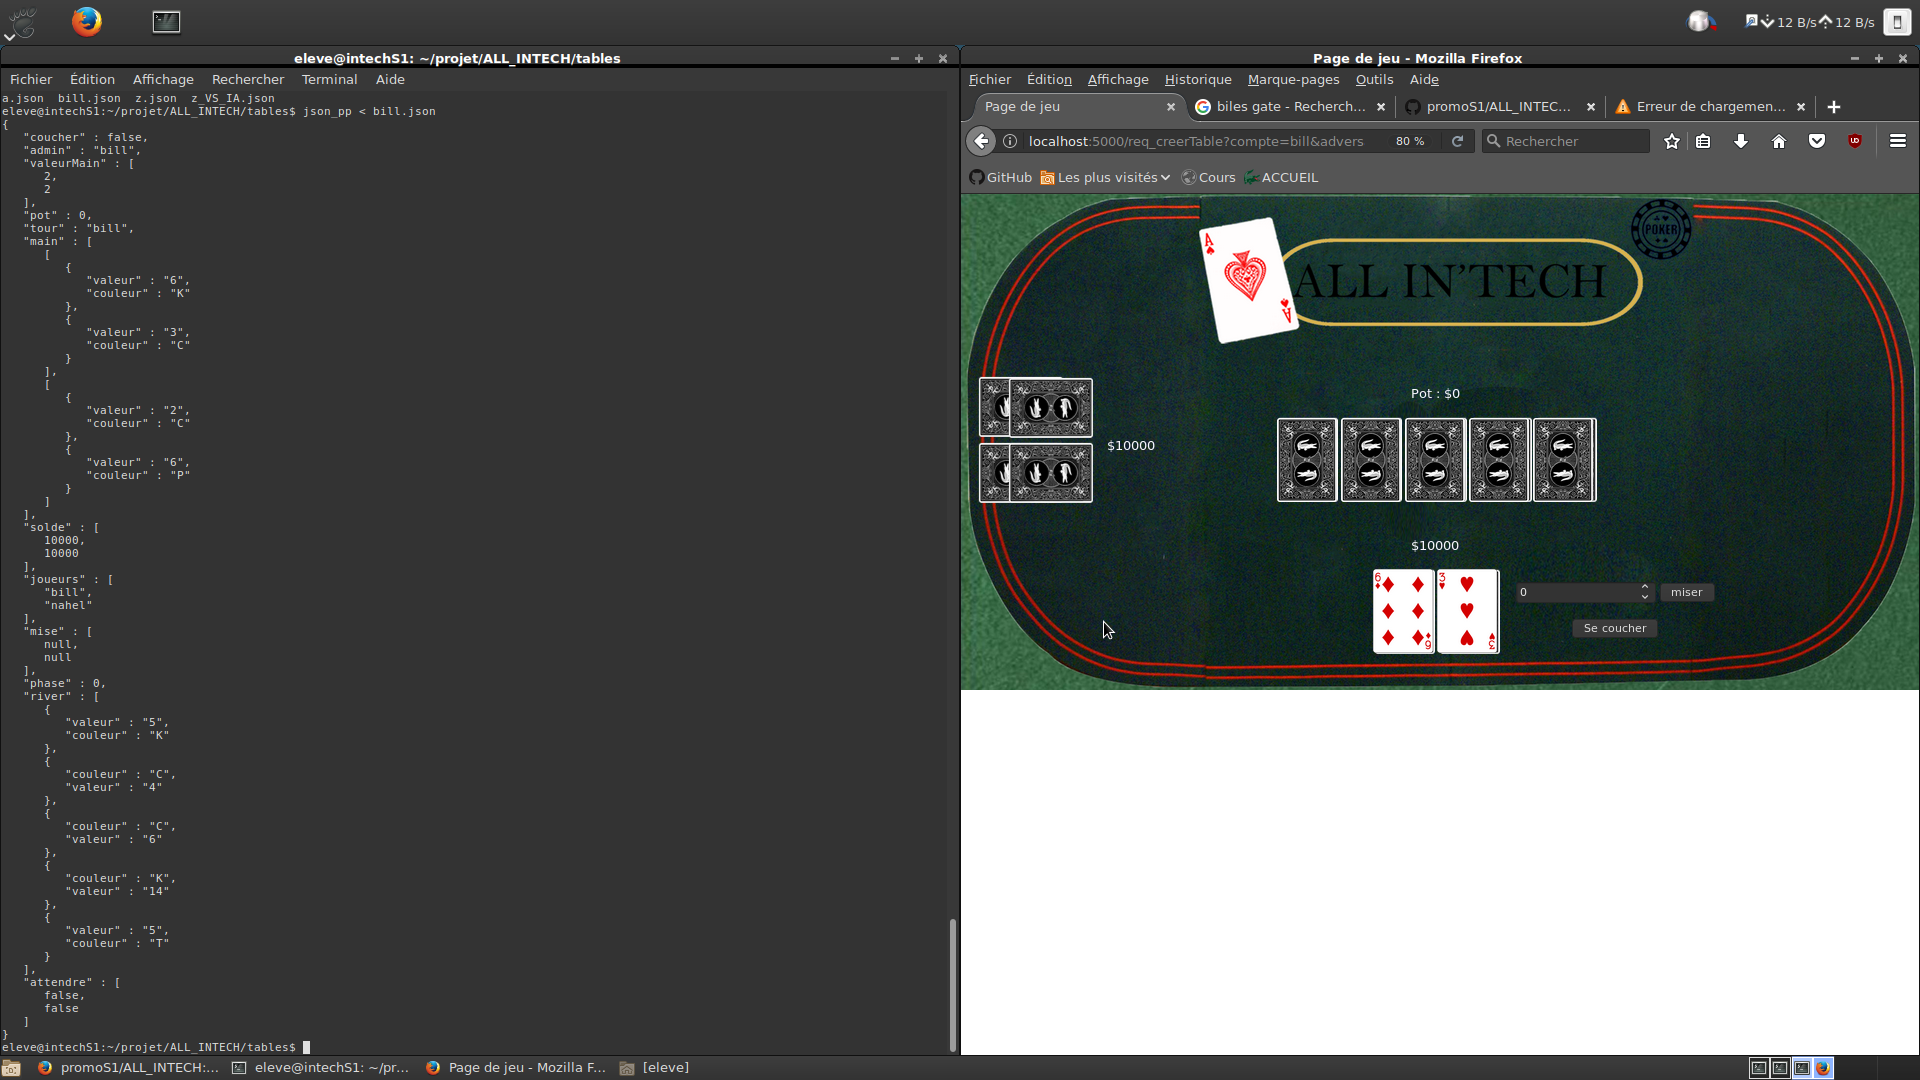 12 B/s 12 B/s
eleve@intechS1: ~/projet/ALL_INTECH/tables
Fichier Édition Affichage Rechercher Terminal Aide
a.json  bill.json  z.json  z_VS_IA.json
eleve@intechS1:~/projet/ALL_INTECH/tables$ json_pp < bill.json
{
   "coucher" : false,
   "admin" : "bill",
   "valeurMain" : [
      2,
      2
   ],
   "pot" : 0,
   "tour" : "bill",
   "main" : [
      [
         {
            "valeur" : "6",
            "couleur" : "K"
         },
         {
            "valeur" : "3",
            "couleur" : "C"
         }
      ],
      [
         {
            "valeur" : "2",
            "couleur" : "C"
         },
         {
            "valeur" : "6",
            "couleur" : "P"
         }
      ]
   ],
   "solde" : [
      10000,
      10000
   ],
   "joueurs" : [
      "bill",
      "nahel"
   ],
   "mise" : [
      null,
      null
   ],
   "phase" : 0,
   "river" : [
      {
         "valeur" : "5",
         "couleur" : "K"
      },
      {
         "couleur" : "C",
         "valeur" : "4"
      },
      {
         "couleur" : "C",
         "valeur" : "6"
      },
      {
         "couleur" : "K",
         "valeur" : "14"
      },
      {
         "valeur" : "5",
         "couleur" : "T"
      }
   ],
   "attendre" : [
      false,
      false
   ]
}
eleve@intechS1:~/projet/ALL_INTECH/tables$
Page de jeu - Mozilla Firefox
Fichier Édition Affichage Historique Marque-pages Outils Aide
Page de jeu
biles gate - Recherch...
promoS1/ALL_INTEC...
Erreur de chargemen...
localhost:5000/req_creerTable?compte=bill&advers 80 % Rechercher
GitHub Les plus visités Cours ACCUEIL
POKER
A
ALL IN'TECH
A
Pot : $0
$10000
$10000
6 3
0 miser
Se coucher
6 3
promoS1/ALL_INTECH:... eleve@intechS1: ~/pr... Page de jeu - Mozilla F... [eleve]